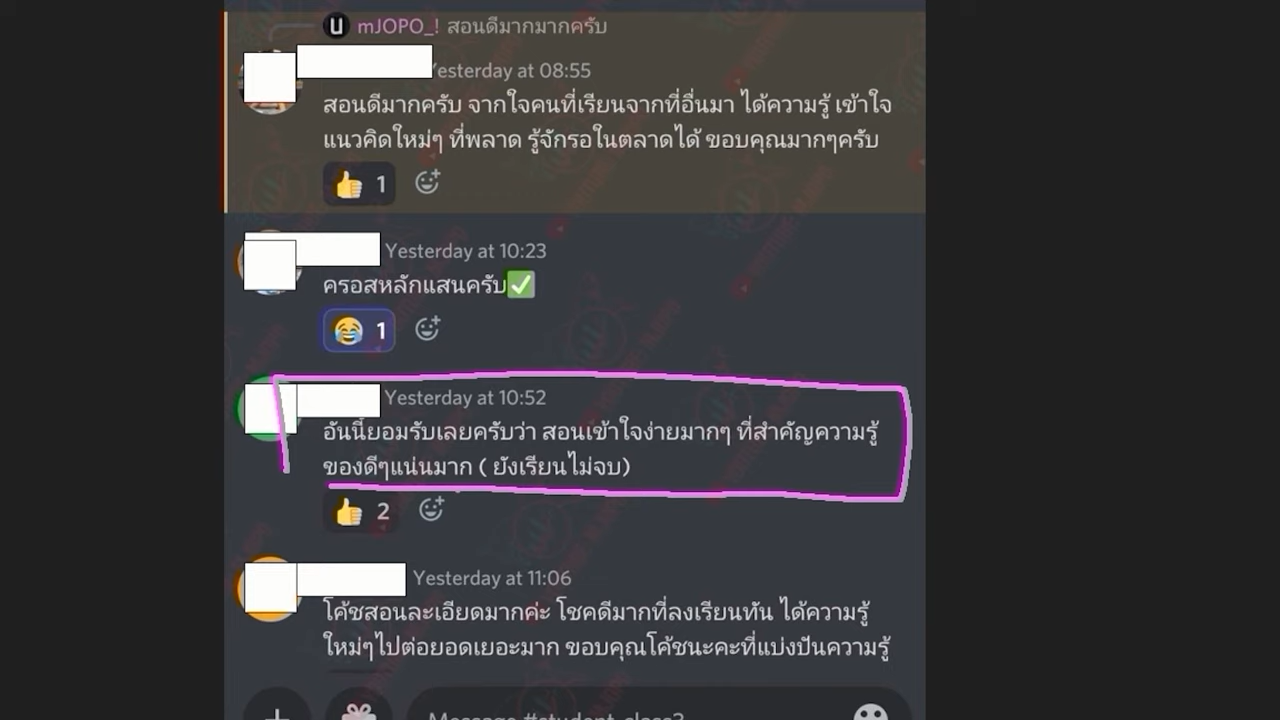 mJOPO_! สอนดีมากมากครับ
Yesterday at 08:55
สอนดีมากครับ จากใจคนที่เรียนจากที่อื่นมา ได้ความรู้ เข้าใจ
แนวคิดใหม่ๆ ที่พลาด รู้จักรอในตลาดได้ ขอบคุณมากๆครับ
👍 1
Yesterday at 10:23
ครอสหลักแสนครับ✅
😂 1
Yesterday at 10:52
อันนี้ยอมรับเลยครับว่า สอนเข้าใจง่ายมากๆ ที่สำคัญความรู้
ของดีๆแน่นมาก ( ยังเรียนไม่จบ)
👍 2
Yesterday at 11:06
โค้ชสอนละเอียดมากค่ะ โชคดีมากที่ลงเรียนทัน ได้ความรู้
ใหม่ๆไปต่อยอดเยอะมาก ขอบคุณโค้ชนะคะที่แบ่งปันความรู้
Message #student-class2